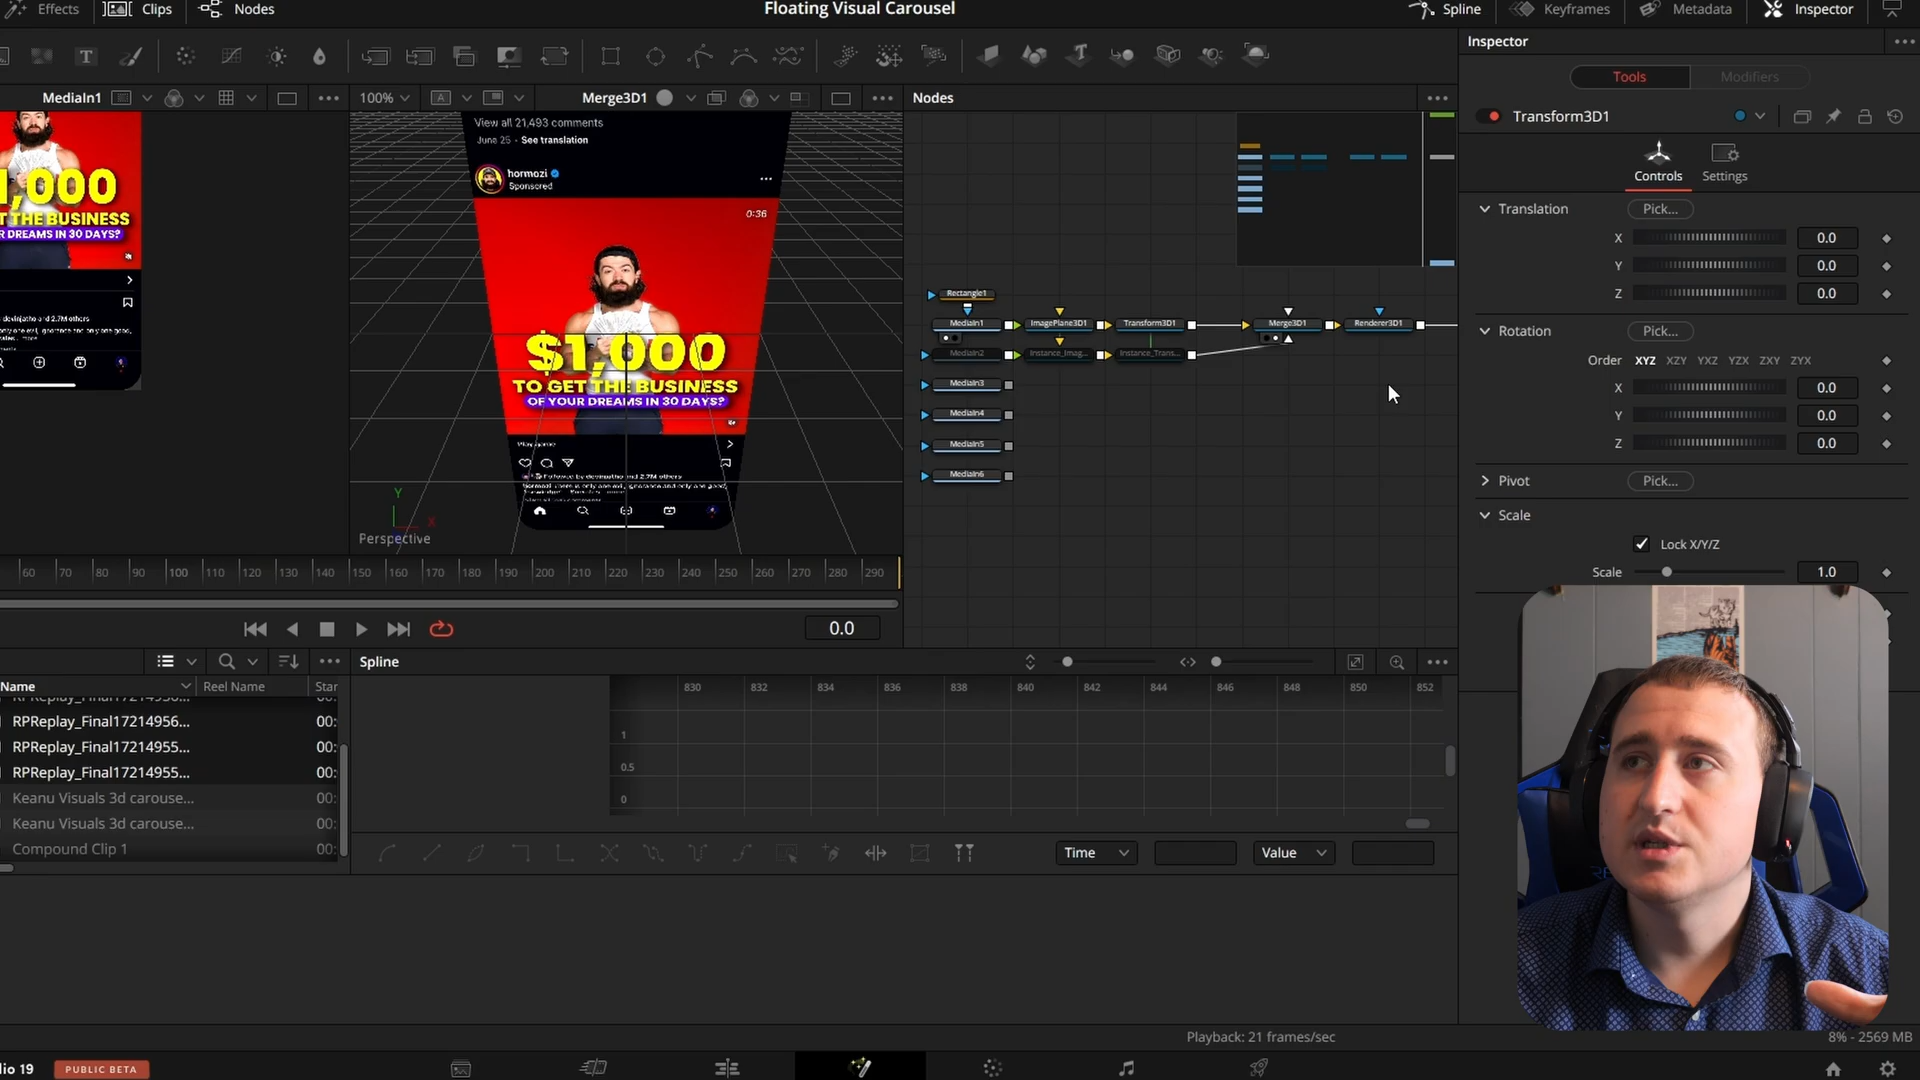 Effects
Clips
Nodes
Floating Visual Carousel
Spline
Keyframes
Metadata
Inspector
Inspector
Tools
Modifiers
MediaIn1
100%
A
Merge3D1
Nodes
Transform3D1
Controls
Settings
Translation
Pick...
X
0.0
Y
0.0
Z
0.0
Rotation
Pick...
Order
XYZ
XZY
YXZ
YZX
ZXY
ZYX
X
0.0
Y
0.0
Z
0.0
Pivot
Pick...
Scale
Lock X/Y/Z
Scale
1.0
1,000
T THE BUSINESS
R DREAMS IN 30 DAYS?
View all 21,493 comments
June 25 · See translation
hormozi
Sponsored
0:36
$1,000
TO GET THE BUSINESS
OF YOUR DREAMS IN 30 DAYS?
Y
X
Perspective
Rectangle1
MediaIn1
ImagePlane3D1
Transform3D1
Merge3D1
Renderer3D1
MediaIn2
Instance_Imag...
Instance_Trans...
MediaIn3
MediaIn4
MediaIn5
MediaIn6
60 70 80 90 100 110 120 130 140 150 160 170 180 190 200 210 220 230 240 250 260 270 280 290
0.0
Spline
Name
Reel Name
Star
RPReplay_Final17214956...
00:
RPReplay_Final17214955...
00:
RPReplay_Final17214955...
00:
Keanu Visuals 3d carouse...
00:
Keanu Visuals 3d carouse...
00:
Compound Clip 1
00:
830 832 834 836 838 840 842 844 846 848 850 852
1
0.5
0
Time
Value
Playback: 21 frames/sec
8% - 2569 MB
dio 19
PUBLIC BETA